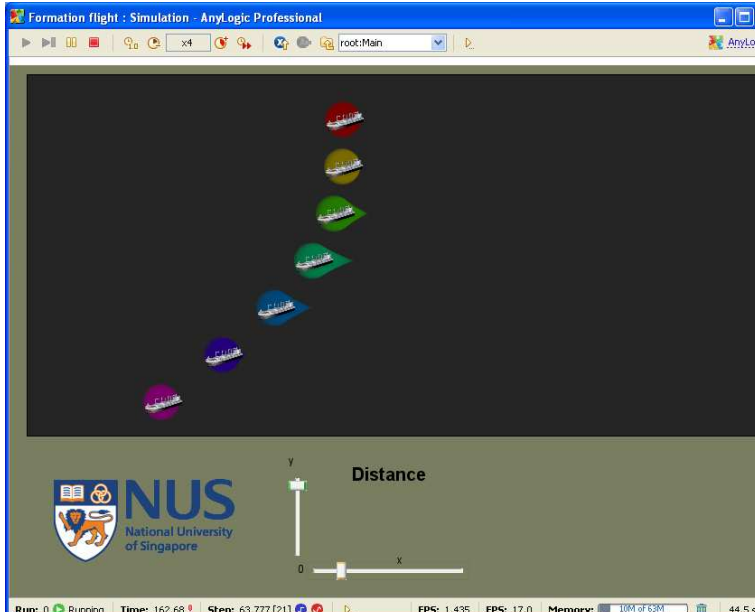 Formation flight : Simulation - AnyLogic Professional
x4
root:Main
AnyLo
y
Distance
NUS
National University
of Singapore
x
0
Run: 0 Running Time: 162.68 Step: 63,777 [21] EPS: 1,435 FPS: 17.0 Memory: 10M of 63M 44.5 s